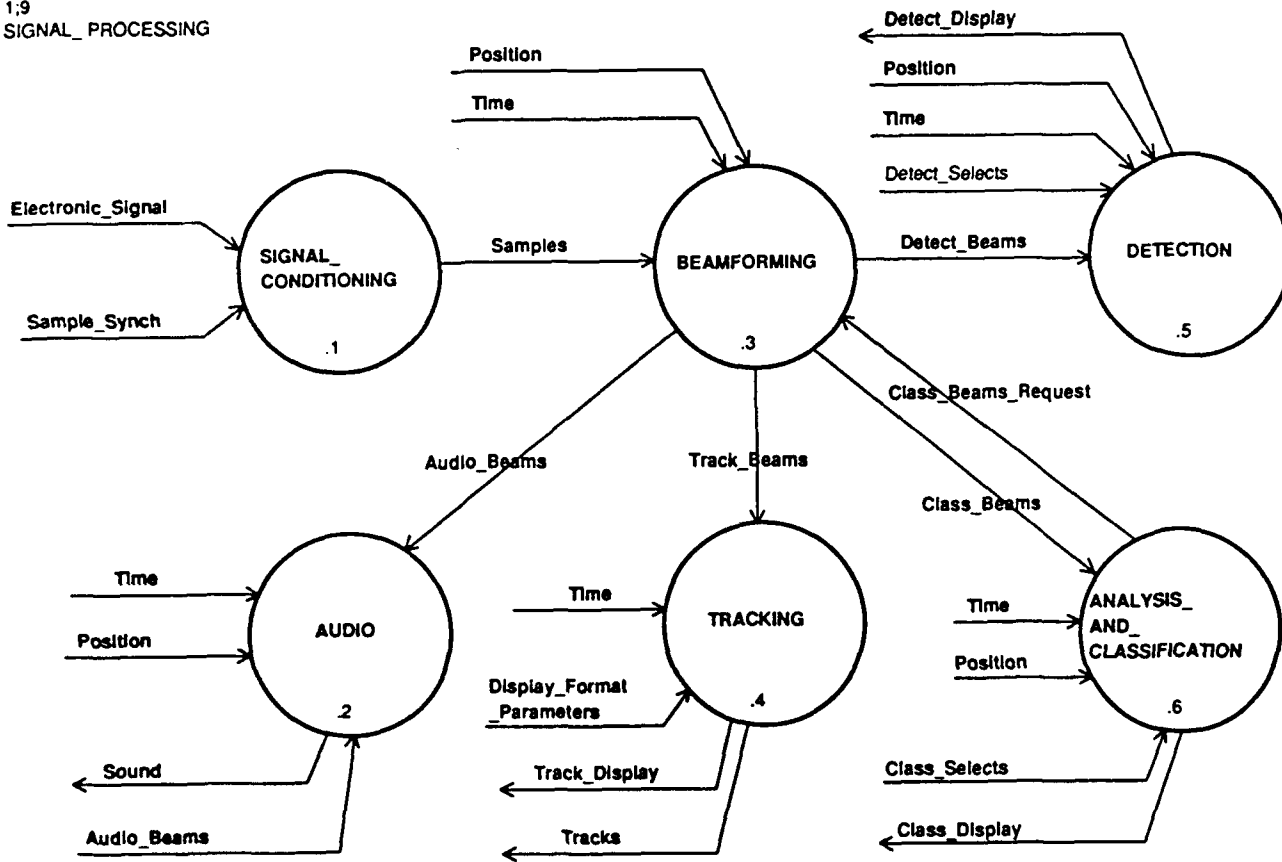 1;9
SIGNAL_ PROCESSING
Position
Time
Detect_Display
Position
Time
Detect_Selects
Electronic_Signal
Sample_Synch
SIGNAL_
CONDITIONING
.1
Samples
BEAMFORMING
.3
Detect_Beams
DETECTION
.5
Audio_Beams
Track_Beams
Class_Beams_Request
Class_Beams
Time
Position
AUDIO
.2
Sound
Audio_Beams
Time
Display_Format
_Parameters
TRACKING
.4
Track_Display
Tracks
Time
Position
ANALYSIS_
AND_
CLASSIFICATION
.6
Class_Selects
Class_Display